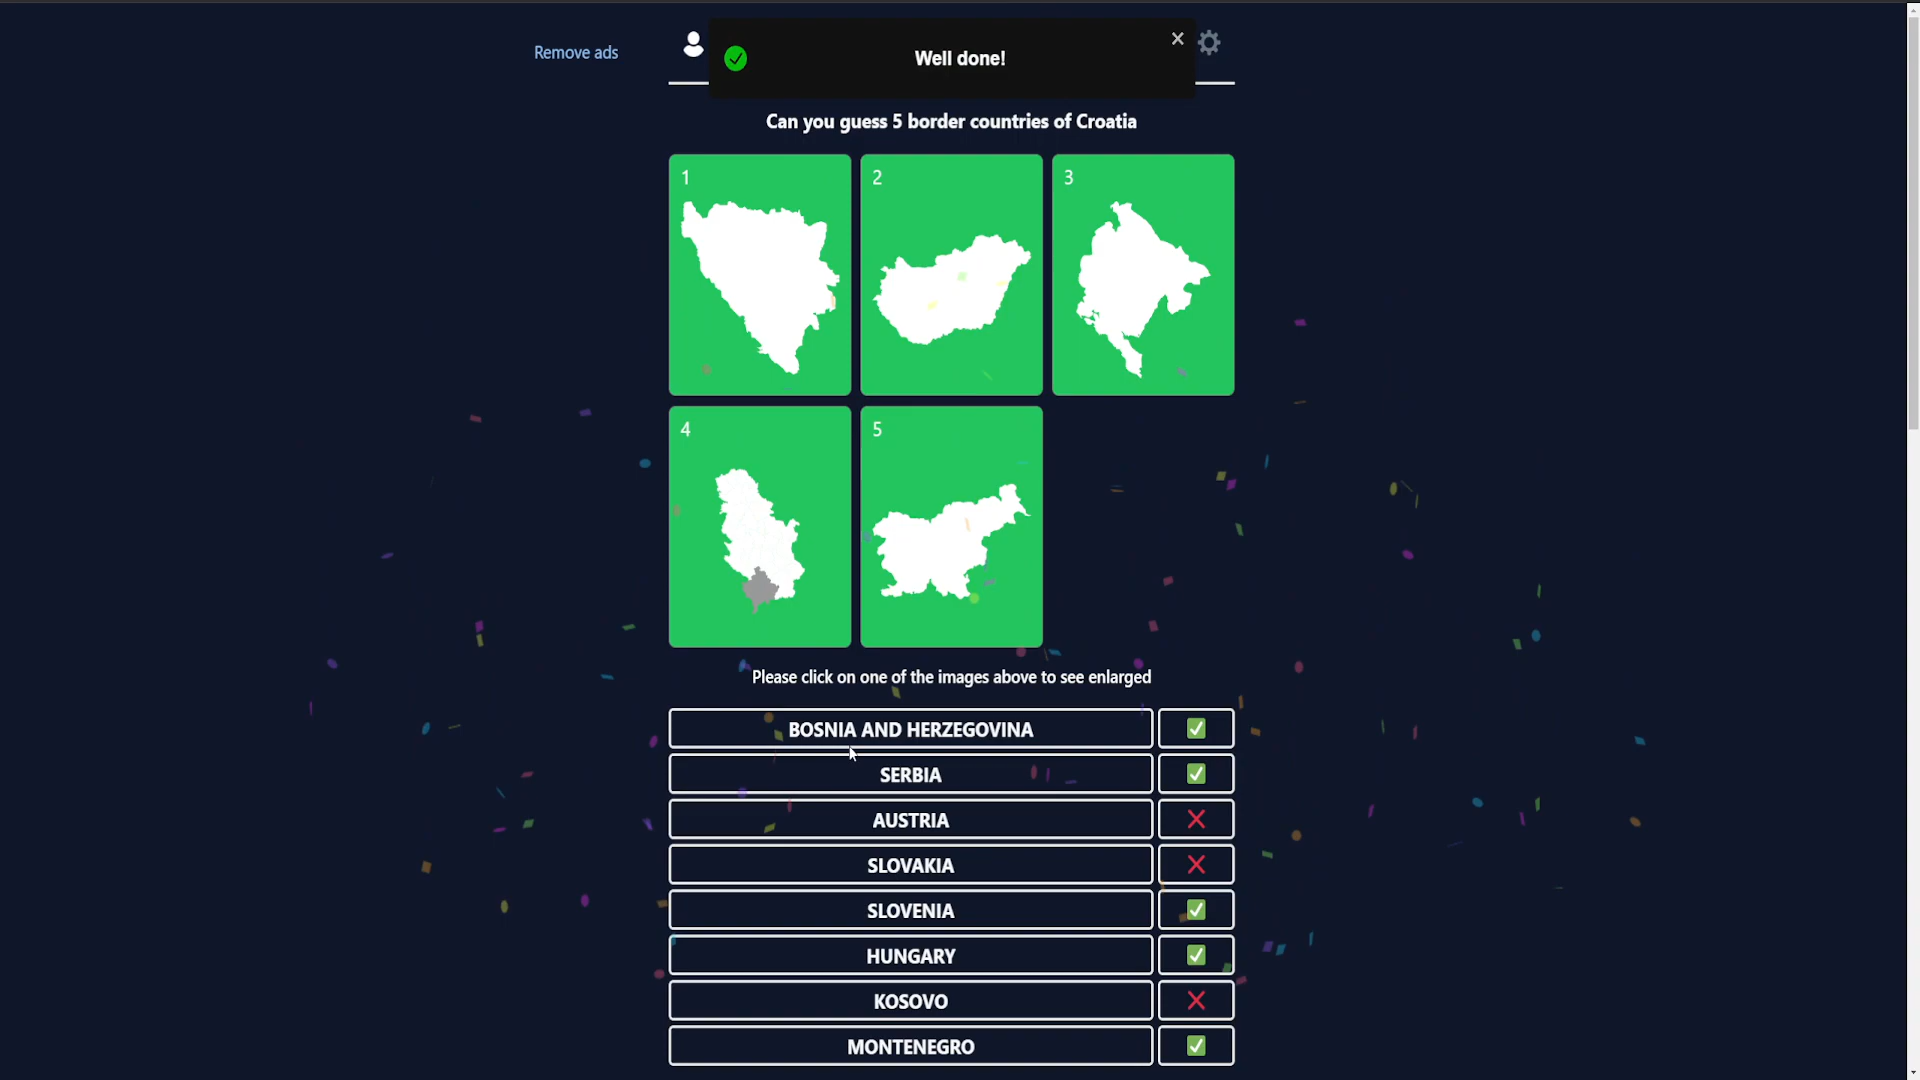 Remove ads
Well done!
Can you guess 5 border countries of Croatia
1
2
3
4
5
Please click on one of the images above to see enlarged
BOSNIA AND HERZEGOVINA
SERBIA
AUSTRIA
SLOVAKIA
SLOVENIA
HUNGARY
KOSOVO
MONTENEGRO